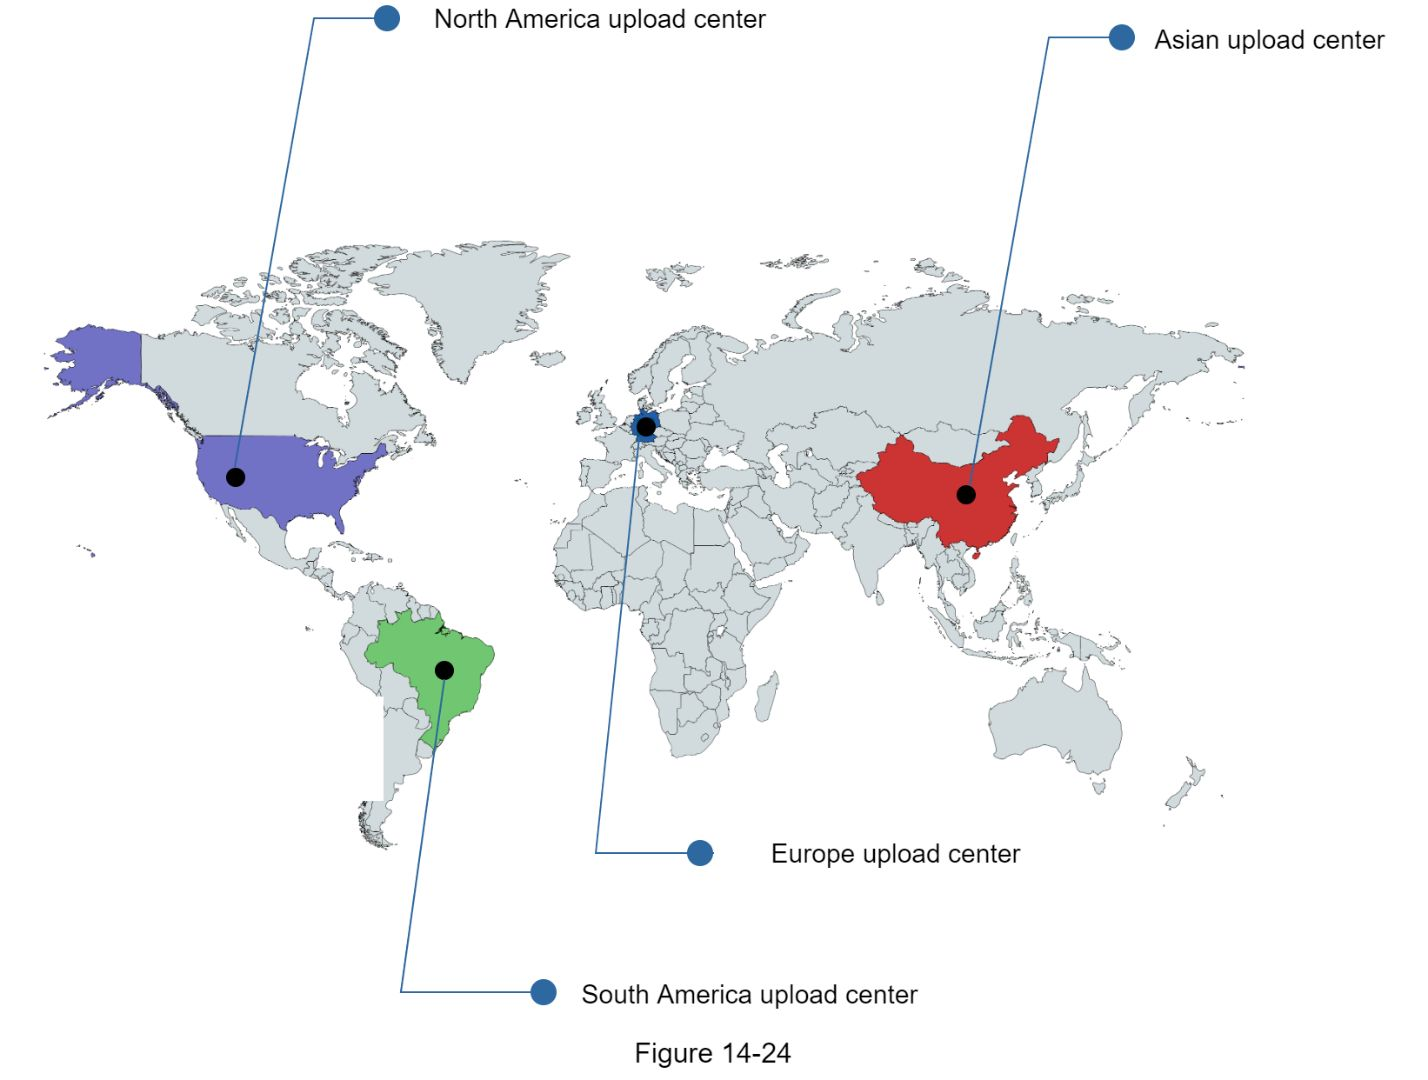 North America upload center
Asian upload center
Europe upload center
South America upload center
Figure 14-24